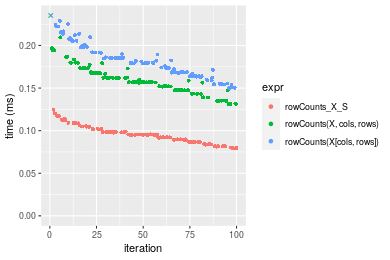 0.20
0.15
0.10
0.05
0.00
time (ms)
0
25
50
75
100
iteration
expr
rowCounts_X_S
rowCounts(X, cols, rows)
rowCounts(X[cols, rows])